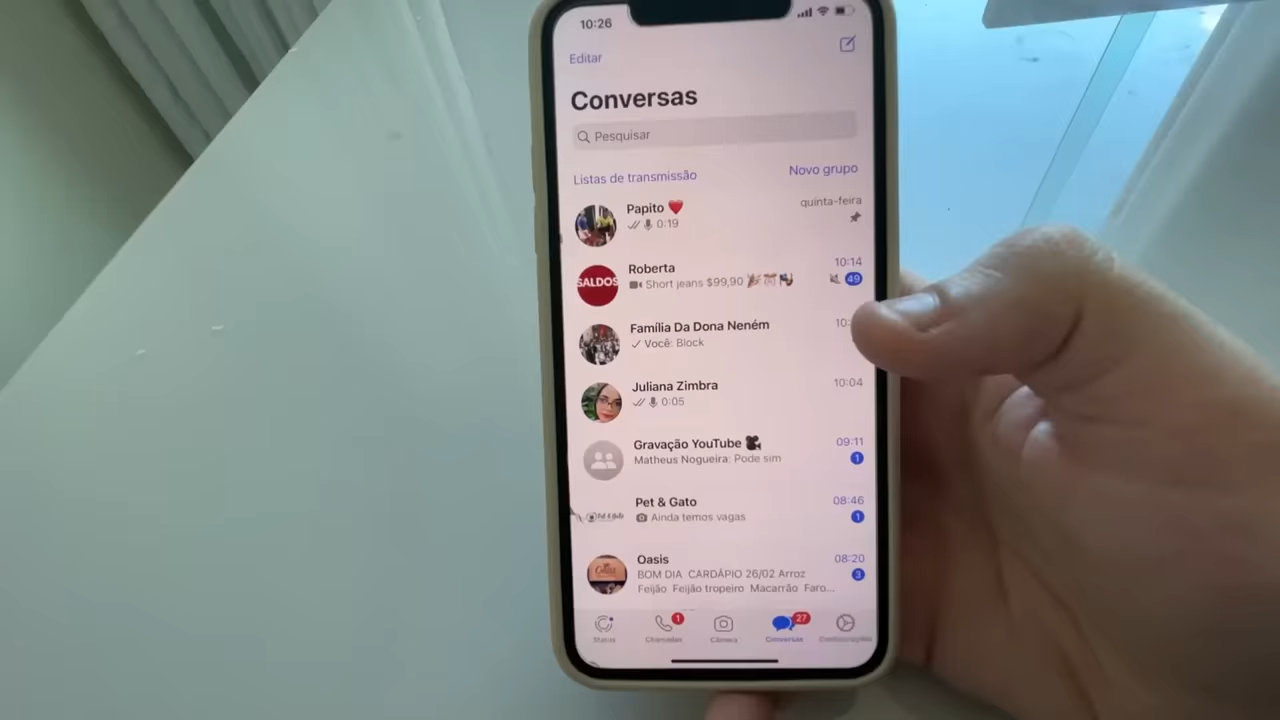 10:26
Editar
Conversas
Pesquisar
Listas de transmissão
Novo grupo
Papito ❤️
quinta-feira
0:19
Roberta
10:14
SALDOS
Short jeans $99,90
49
Família Da Dona Neném
10:
Você: Block
Juliana Zimbra
10:04
0:05
Gravação YouTube 🎥
09:11
Matheus Nogueira: Pode sim
1
Pet & Gato
08:46
Ainda temos vagas
1
Oasis
08:20
BOM DIA CARDÁPIO 26/02 Arroz
3
Feijão Feijão tropeiro Macarrão Faro...
1
27
Status
Chamadas
Câmera
Conversas
Configurações